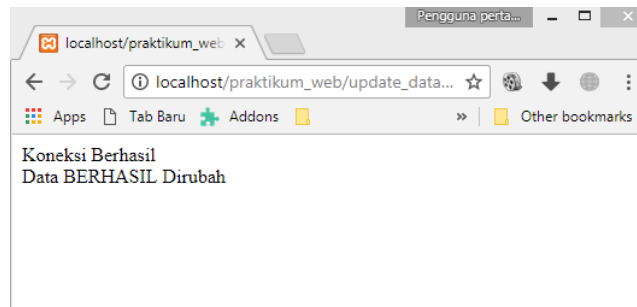 Pengguna perta...
localhost/praktikum_web
localhost/praktikum_web/update_data...
Apps Tab Baru Addons » Other bookmarks
Koneksi Berhasil
Data BERHASIL Dirubah